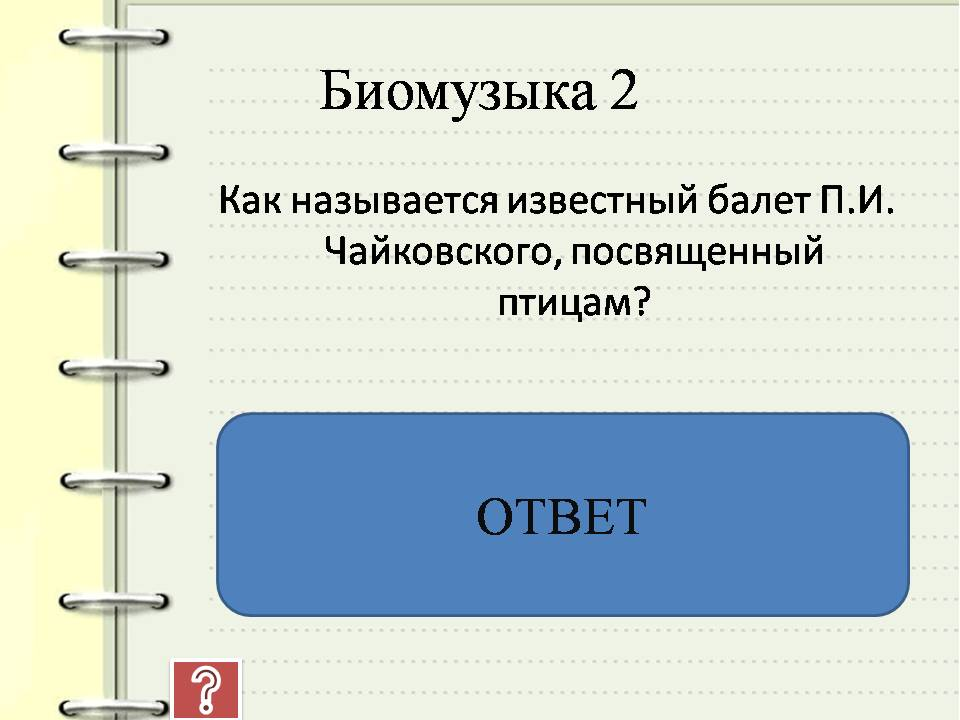 Биомузыка 2
Как называется известный балет П.И.
Чайковского, посвященный
птицам?
ОТВЕТ
?